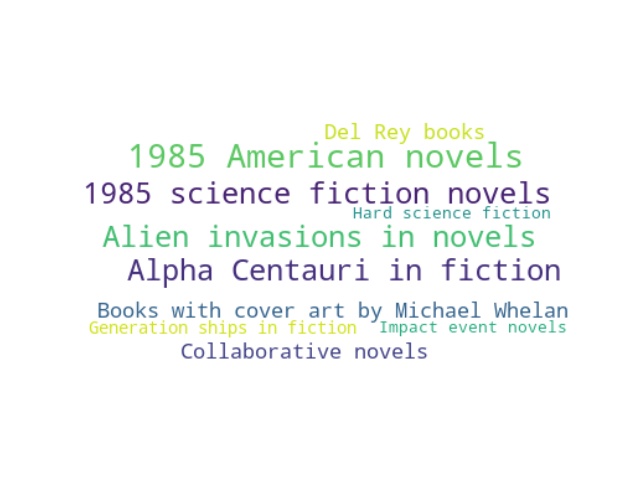 Del Rey books
1985 American novels
1985 science fiction novels
Hard science fiction
Alien invasions in novels
Alpha Centauri in fiction
Books with cover art by Michael Whelan
Generation ships in fiction
Impact event novels
Collaborative novels